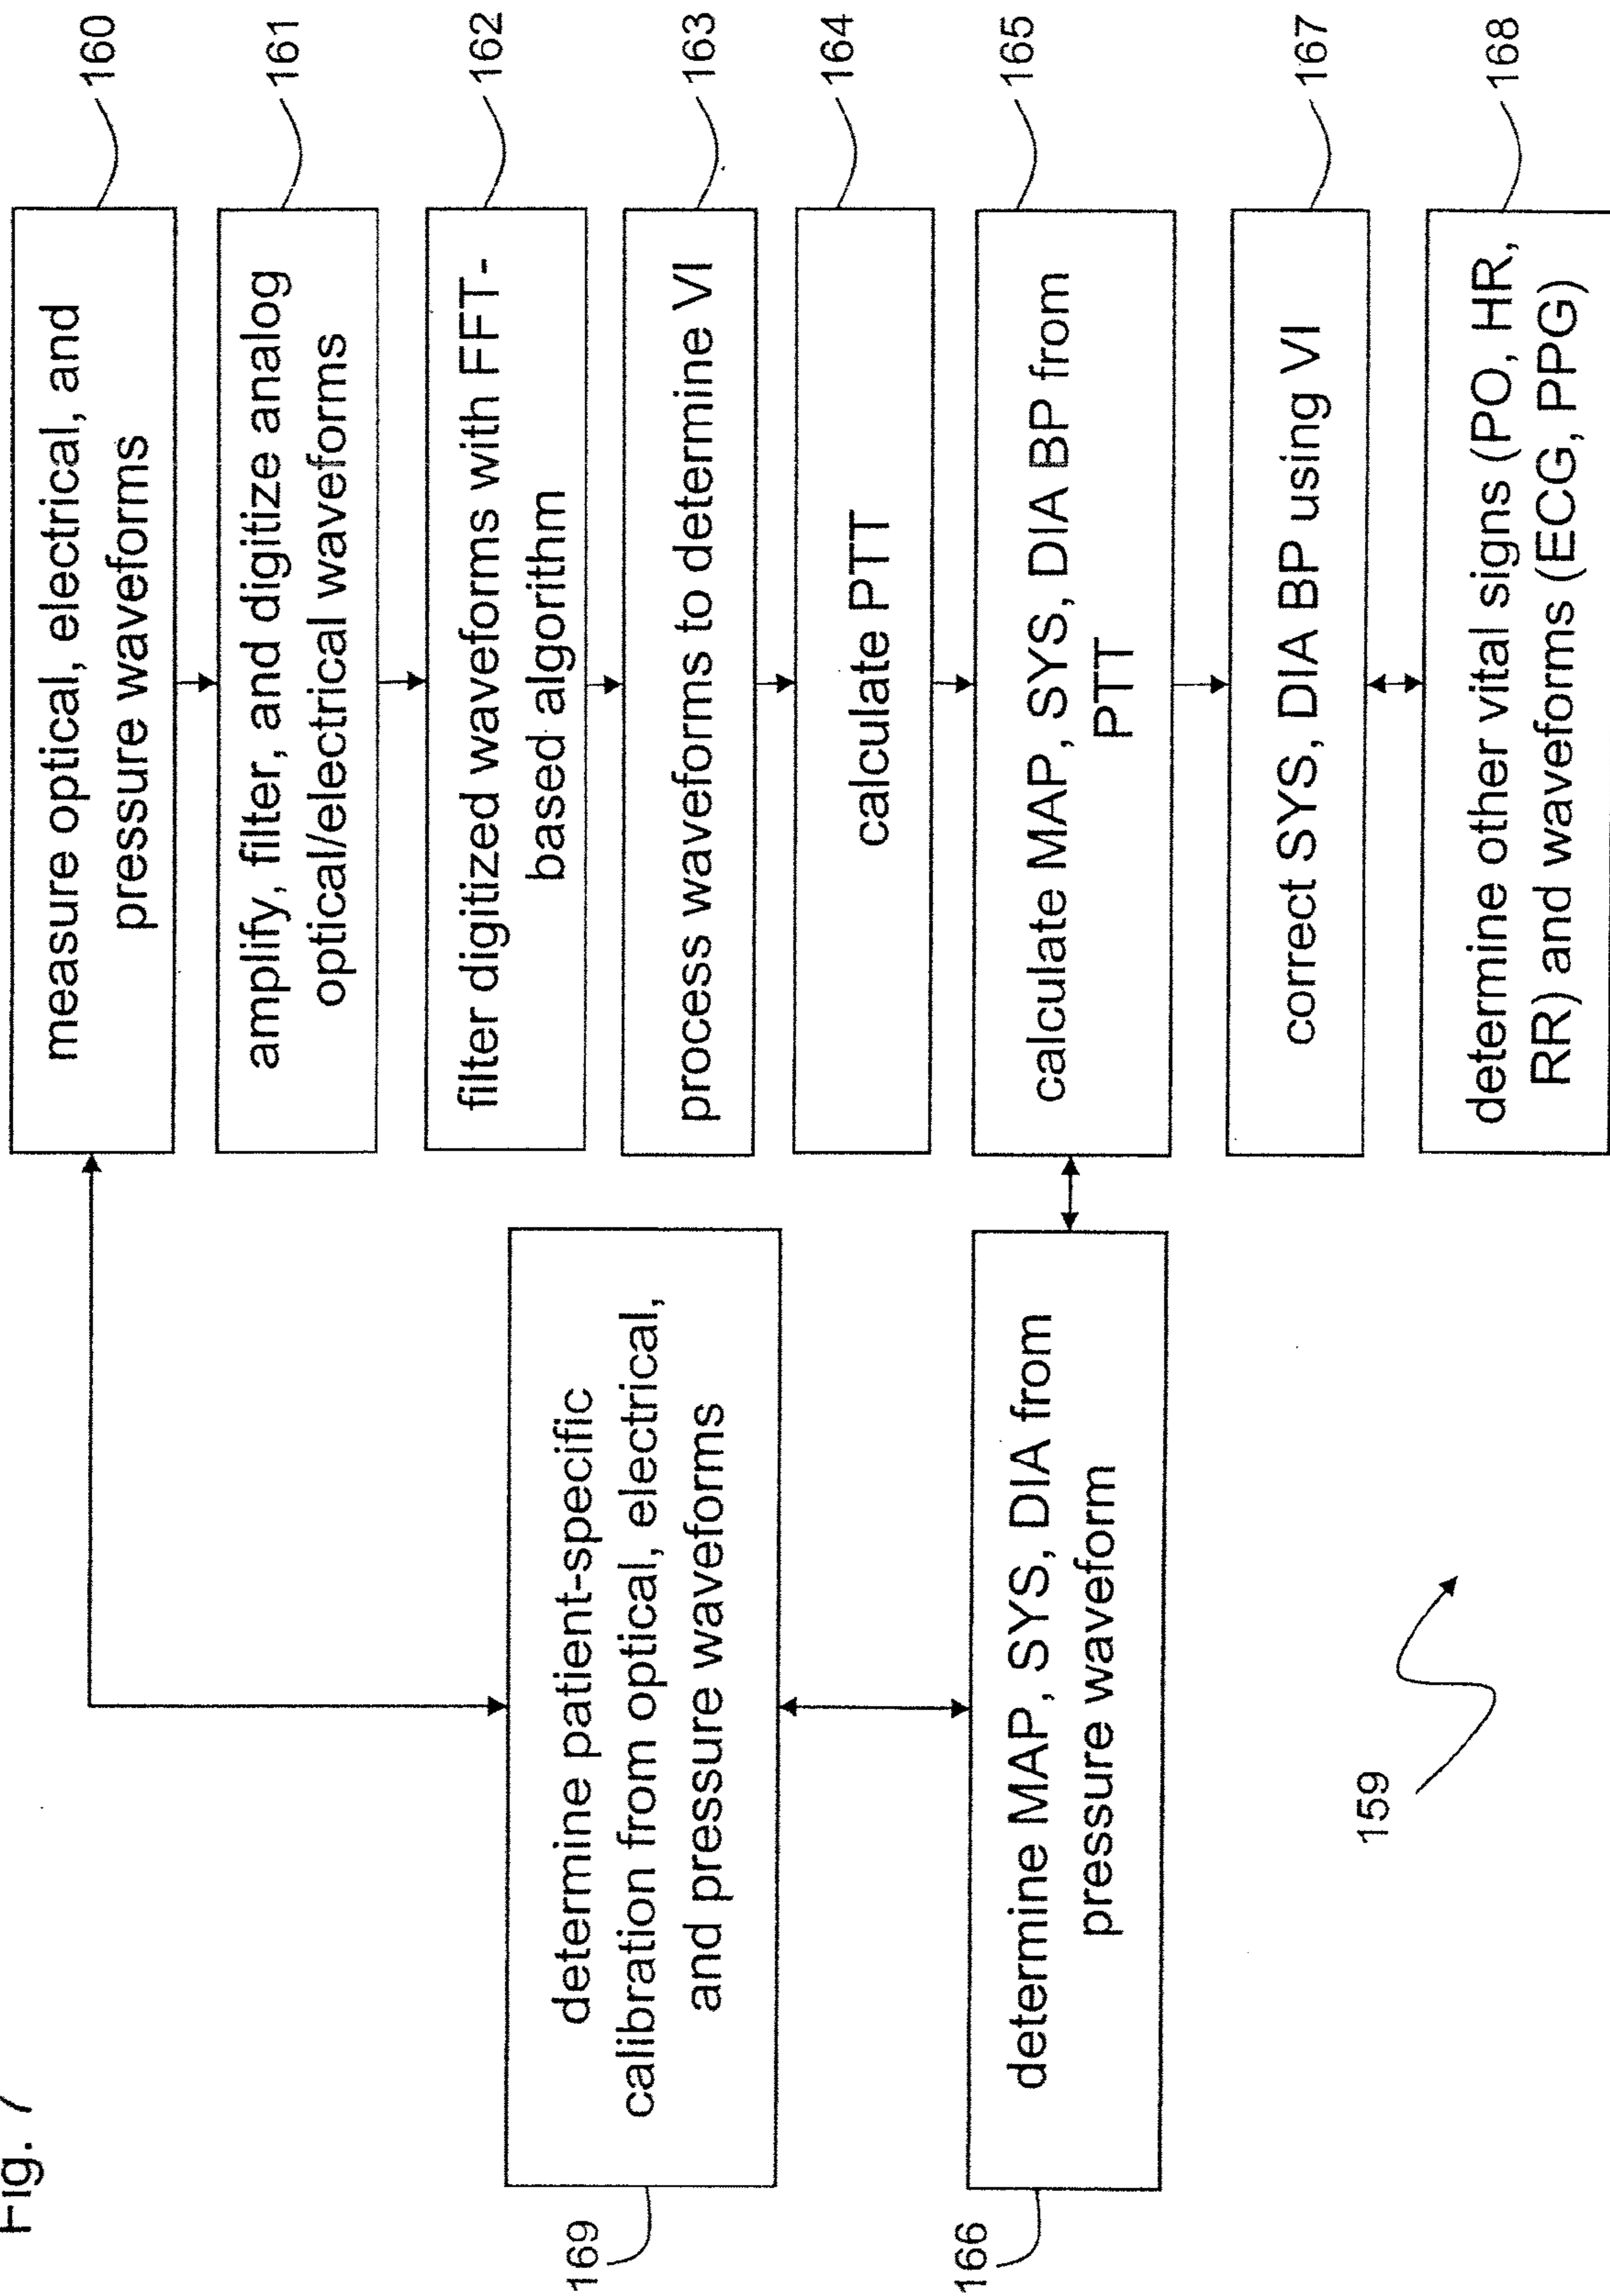 Fig. 7
measure optical, electrical, and
pressure waveforms
160
amplify, filter, and digitize analog
optical/electrical waveforms
161
filter digitized waveforms with FFT-
based algorithm
162
process waveforms to determine VI
163
calculate PTT
164
calculate MAP, SYS, DIA BP from
PTT
165
correct SYS, DIA BP using VI
167
determine other vital signs (PO, HR,
RR) and waveforms (ECG, PPG)
168
169
determine patient-specific
calibration from optical, electrical,
and pressure waveforms
166
determine MAP, SYS, DIA from
pressure waveform
159